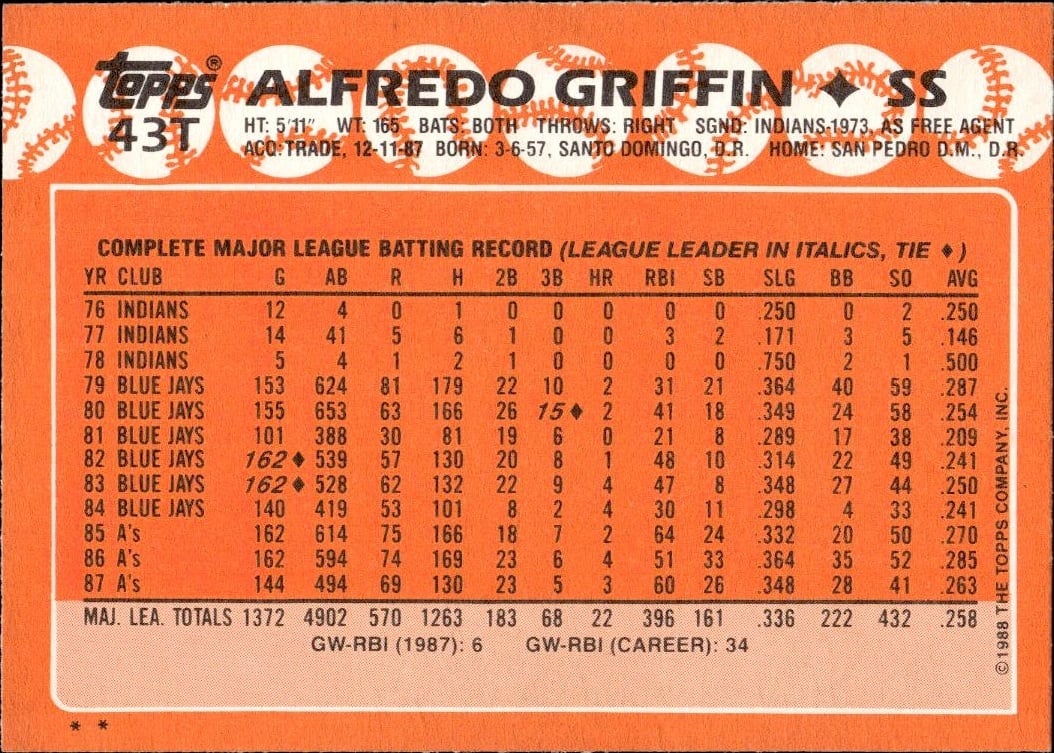 topps® ALFREDO GRIFFIN ♦ SS
43T HT: 5'11" WT: 165 BATS: BOTH THROWS: RIGHT SGND: INDIANS-1973, AS FREE AGENT
ACQ: TRADE, 12-11-87 BORN: 3-6-57, SANTO DOMINGO, D.R. HOME: SAN PEDRO D.M., D.R.
COMPLETE MAJOR LEAGUE BATTING RECORD (LEAGUE LEADER IN ITALICS, TIE ♦)
YR CLUB G AB R H 2B 3B HR RBI SB SLG BB SO AVG
76 INDIANS 12 4 0 1 0 0 0 0 0 .250 0 2 .250
77 INDIANS 14 41 5 6 1 0 0 3 2 .171 3 5 .146
78 INDIANS 5 4 1 2 1 0 0 0 0 .750 2 1 .500
79 BLUE JAYS 153 624 81 179 22 10 2 31 21 .364 40 59 .287
80 BLUE JAYS 155 653 63 166 26 15♦ 2 41 18 .349 24 58 .254
81 BLUE JAYS 101 388 30 81 19 6 0 21 8 .289 17 38 .209
82 BLUE JAYS 162♦ 539 57 130 20 8 1 48 10 .314 22 49 .241
83 BLUE JAYS 162♦ 528 62 132 22 9 4 47 8 .348 27 44 .250
84 BLUE JAYS 140 419 53 101 8 2 4 30 11 .298 4 33 .241
85 A's 162 614 75 166 18 7 2 64 24 .332 20 50 .270
86 A's 162 594 74 169 23 6 4 51 33 .364 35 52 .285
87 A's 144 494 69 130 23 5 3 60 26 .348 28 41 .263
MAJ. LEA. TOTALS 1372 4902 570 1263 183 68 22 396 161 .336 222 432 .258
GW-RBI (1987): 6 GW-RBI (CAREER): 34
©1988 THE TOPPS COMPANY, INC.
* *